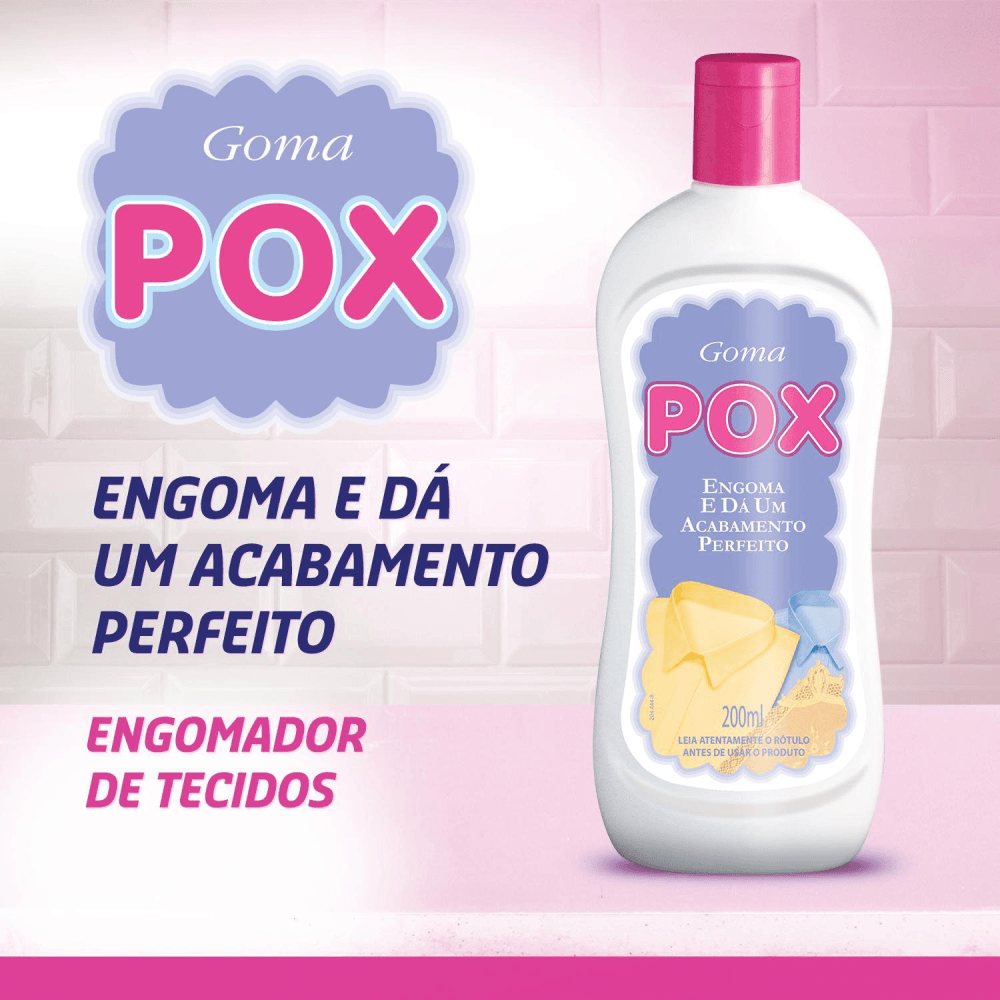 Goma
POX
ENGOMA E DÁ
UM ACABAMENTO
PERFEITO
ENGOMADOR
DE TECIDOS
Goma
POX
ENGOMA
E DÁ UM
ACABAMENTO
PERFEITO
200ml
LEIA ATENTAMENTE O RÓTULO
ANTES DE USAR O PRODUTO